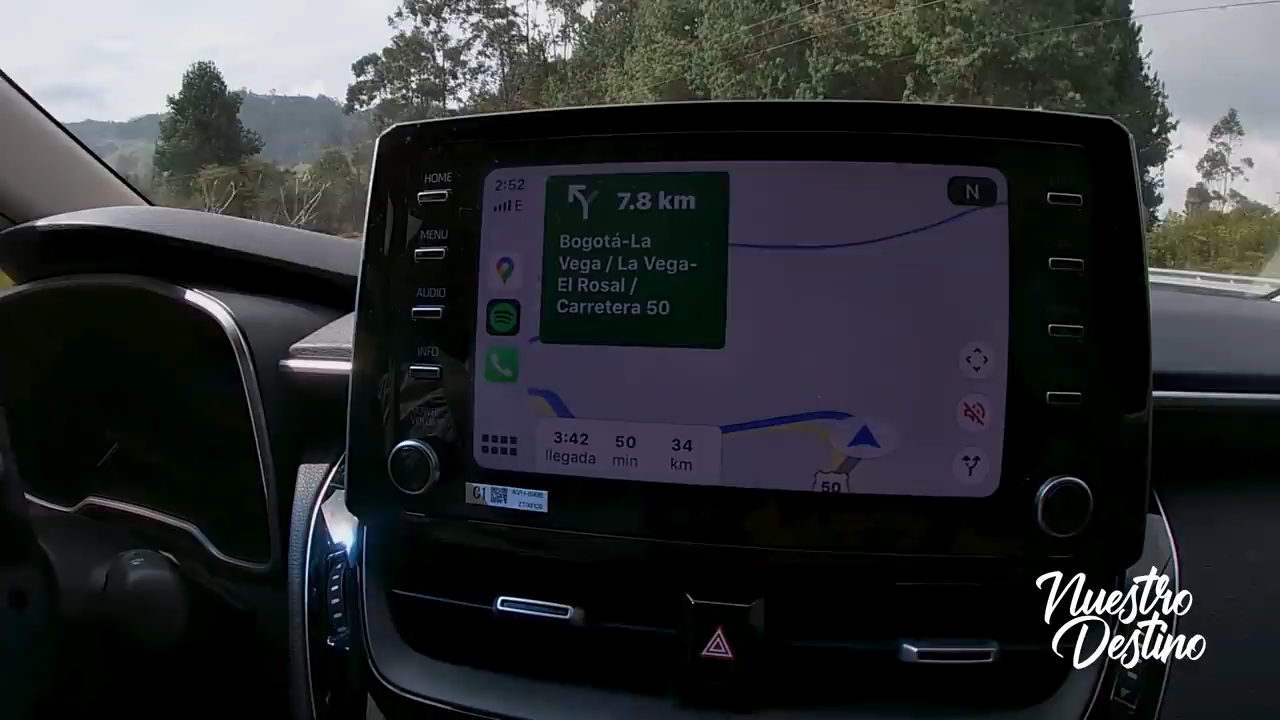 HOME
MENU
AUDIO
INFO
2:52
E
7.8 km
Bogotá-La
Vega / La Vega-
El Rosal /
Carretera 50
N
3:42
llegada
50
min
34
km
50
C1
Nuestro
Destino